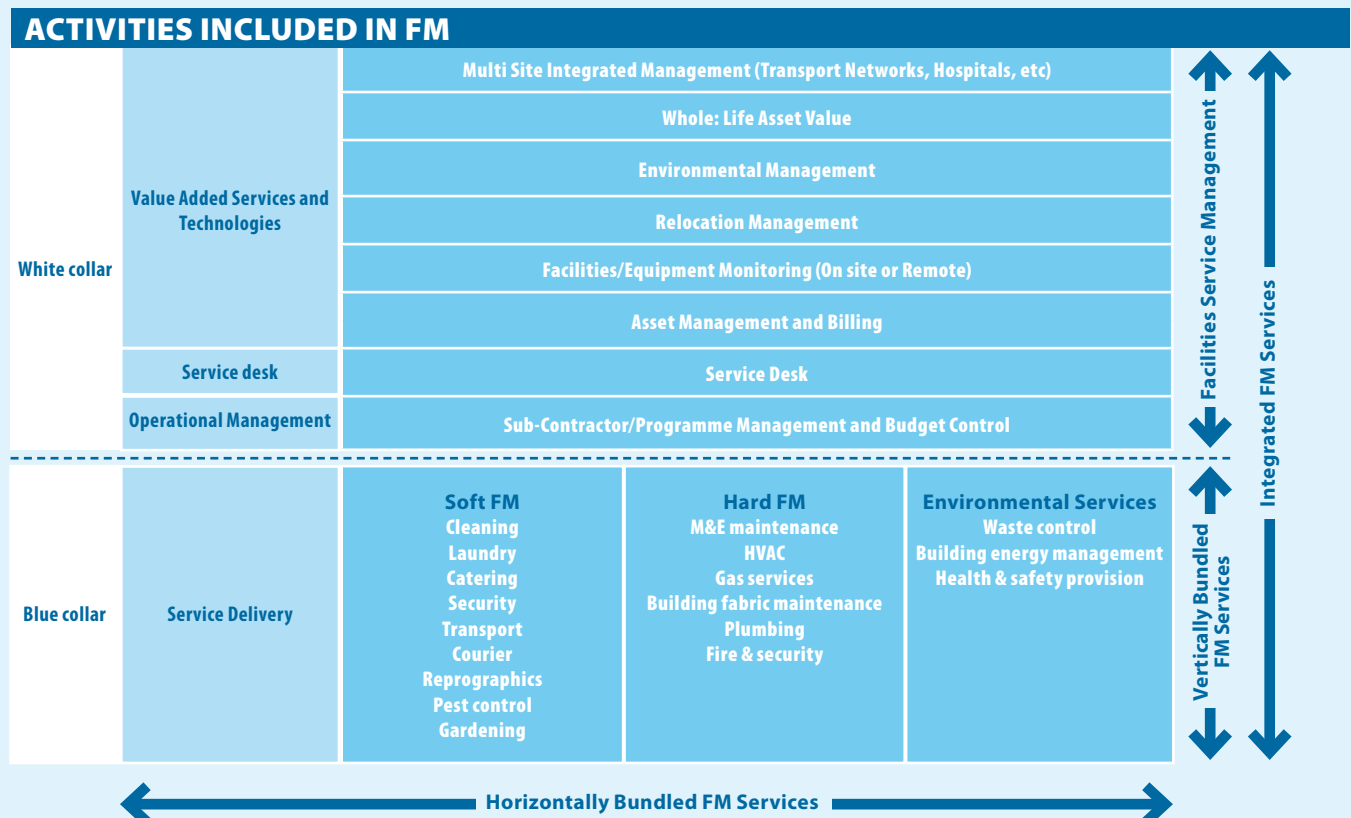 ACTIVITIES INCLUDED IN FM
White collar
Value Added Services and
Technologies
Multi Site Integrated Management (Transport Networks, Hospitals, etc)
Whole: Life Asset Value
Environmental Management
Relocation Management
Facilities/Equipment Monitoring (On site or Remote)
Asset Management and Billing
Service desk
Service Desk
Operational Management
Sub-Contractor/Programme Management and Budget Control
Blue collar
Service Delivery
Soft FM
Cleaning
Laundry
Catering
Security
Transport
Courier
Reprographics
Pest control
Gardening
Hard FM
M&E maintenance
HVAC
Gas services
Building fabric maintenance
Plumbing
Fire & security
Environmental Services
Waste control
Building energy management
Health & safety provision
Facilities Service Management
Vertically Bundled
FM Services
Integrated FM Services
Horizontally Bundled FM Services